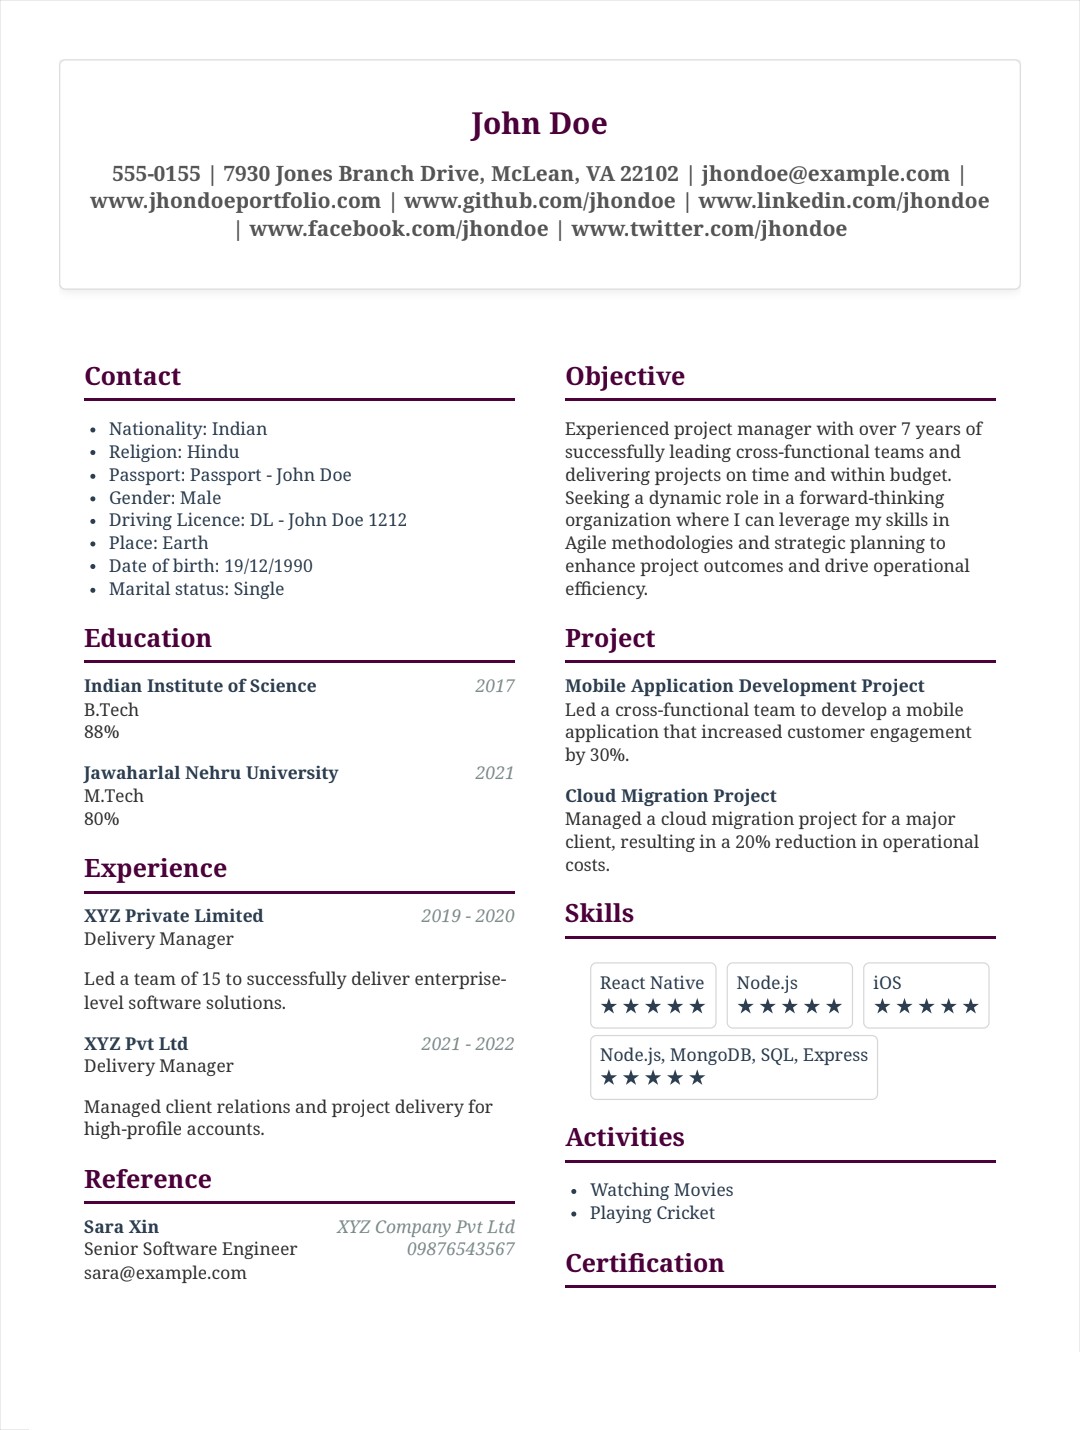 John Doe
555-0155 | 7930 Jones Branch Drive, McLean, VA 22102 | jhondoe@example.com |
www.jhondoeportfolio.com | www.github.com/jhondoe | www.linkedin.com/jhondoe
| www.facebook.com/jhondoe | www.twitter.com/jhondoe
Contact
• Nationality: Indian
• Religion: Hindu
• Passport: Passport - John Doe
• Gender: Male
• Driving Licence: DL - John Doe 1212
• Place: Earth
• Date of birth: 19/12/1990
• Marital status: Single
Education
Indian Institute of Science 2017
B.Tech
88%
Jawaharlal Nehru University 2021
M.Tech
80%
Experience
XYZ Private Limited 2019 - 2020
Delivery Manager
Led a team of 15 to successfully deliver enterprise-
level software solutions.
XYZ Pvt Ltd 2021 - 2022
Delivery Manager
Managed client relations and project delivery for
high-profile accounts.
Reference
Sara Xin XYZ Company Pvt Ltd
Senior Software Engineer 09876543567
sara@example.com
Objective
Experienced project manager with over 7 years of
successfully leading cross-functional teams and
delivering projects on time and within budget.
Seeking a dynamic role in a forward-thinking
organization where I can leverage my skills in
Agile methodologies and strategic planning to
enhance project outcomes and drive operational
efficiency.
Project
Mobile Application Development Project
Led a cross-functional team to develop a mobile
application that increased customer engagement
by 30%.
Cloud Migration Project
Managed a cloud migration project for a major
client, resulting in a 20% reduction in operational
costs.
Skills
React Native Node.js iOS
★★★★★ ★★★★★ ★★★★★
Node.js, MongoDB, SQL, Express
★★★★★
Activities
• Watching Movies
• Playing Cricket
Certification